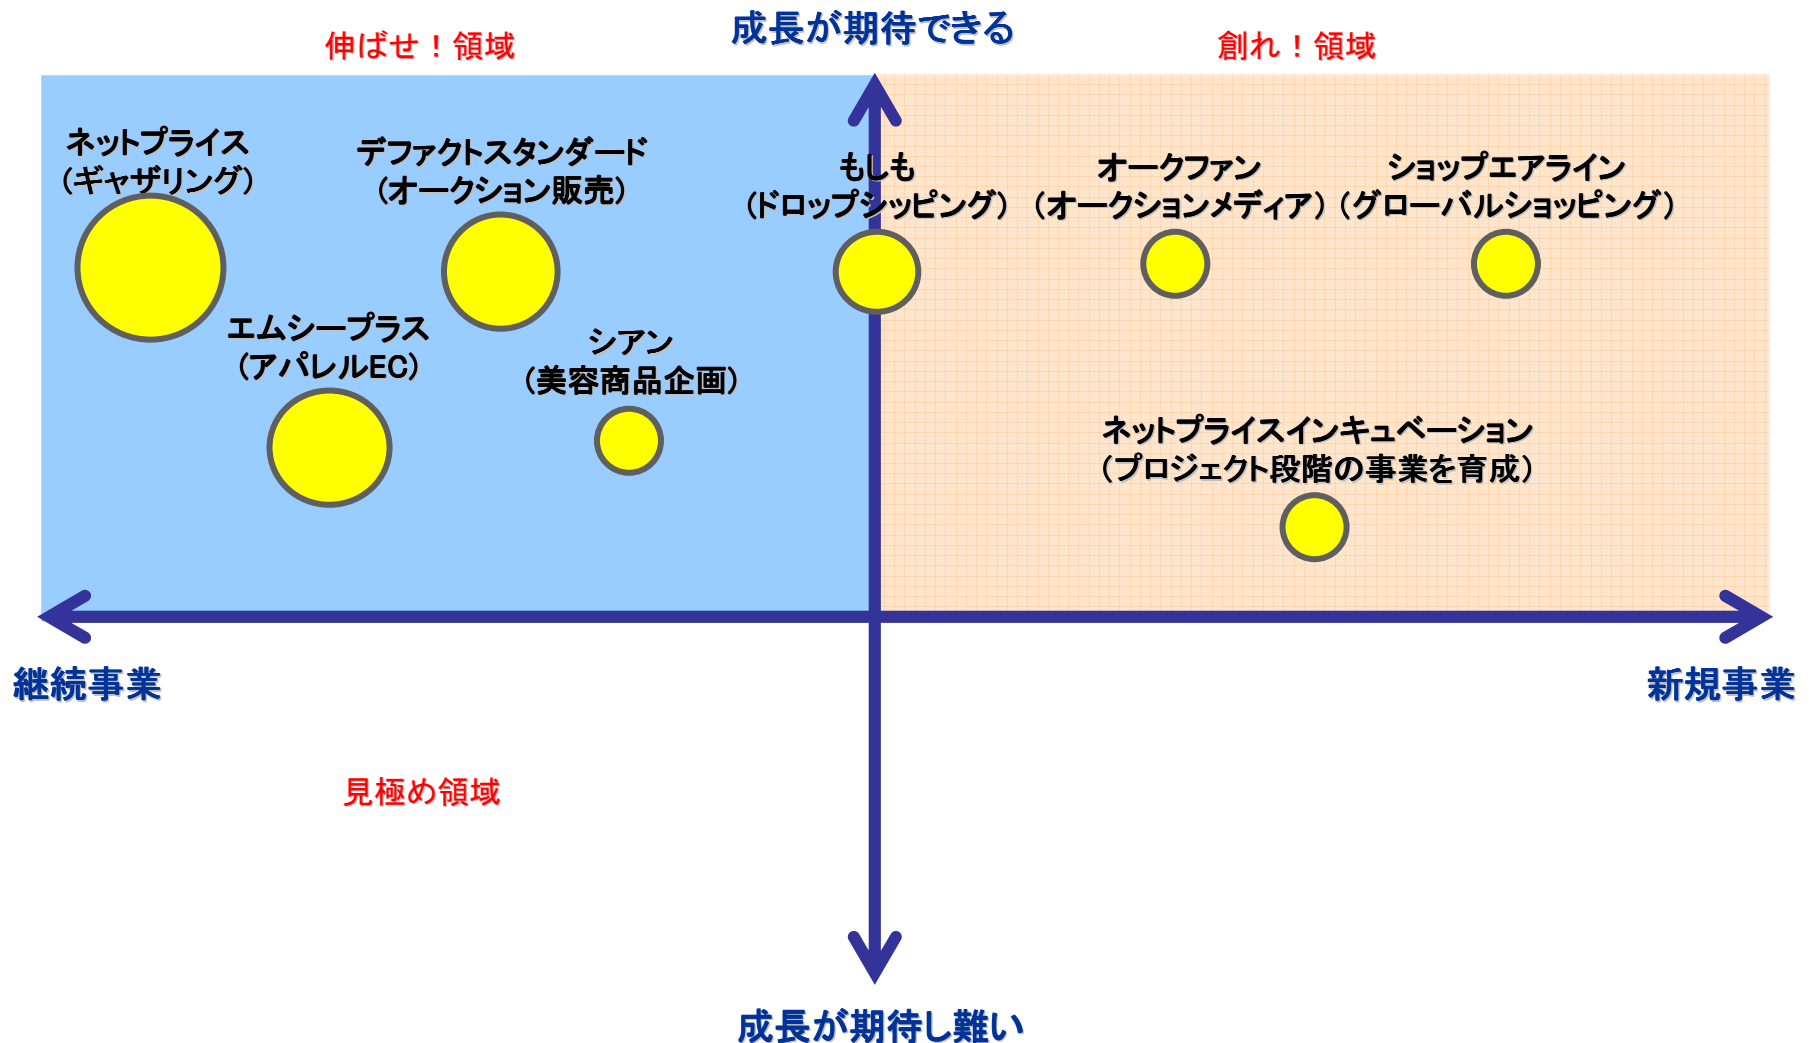 成長が期待できる
伸ばせ！領域
創れ！領域
ネットプライス
（ギャザリング）
デファクトスタンダード
（オークション販売）
もしも
（ドロップシッピング）
オークファン
（オークションメディア）
ショップエアライン
（グローバルショッピング）
エムシープラス
（アパレルEC）
シアン
（美容商品企画）
ネットプライスインキュベーション
（プロジェクト段階の事業を育成）
継続事業
新規事業
見極め領域
成長が期待し難い